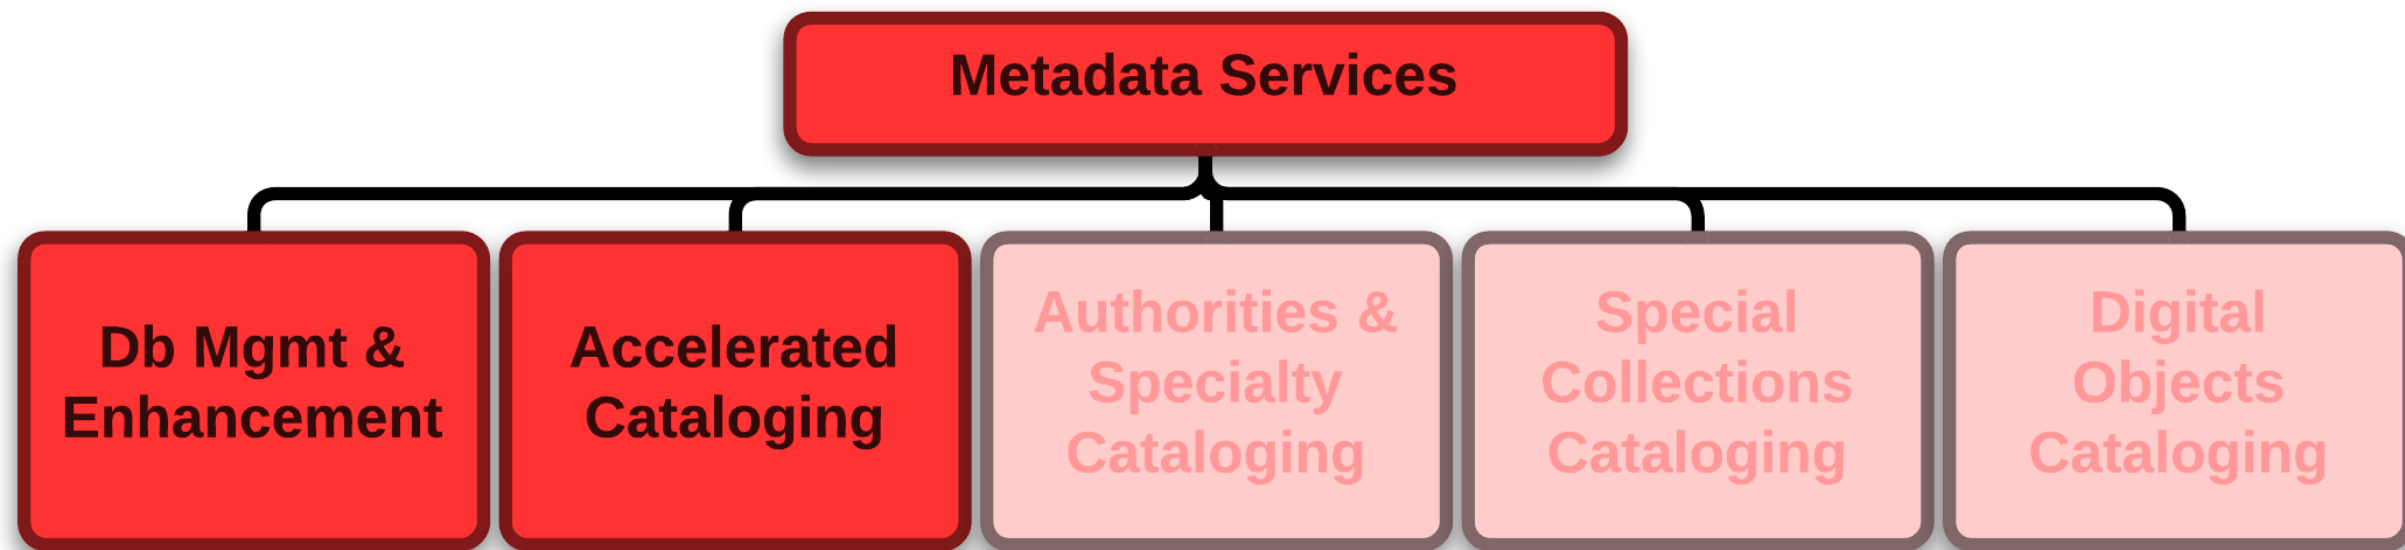 Metadata Services
Db Mgmt &
Enhancement
Accelerated
Cataloging
Authorities &
Specialty
Cataloging
Special
Collections
Cataloging
Digital
Objects
Cataloging